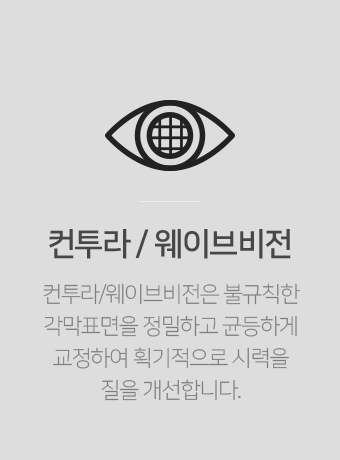 컨투라 / 웨이브비전
컨투라/웨이브비전은 불규칙한
각막표면을 정밀하고 균등하게
교정하여 획기적으로 시력을
질을 개선합니다.